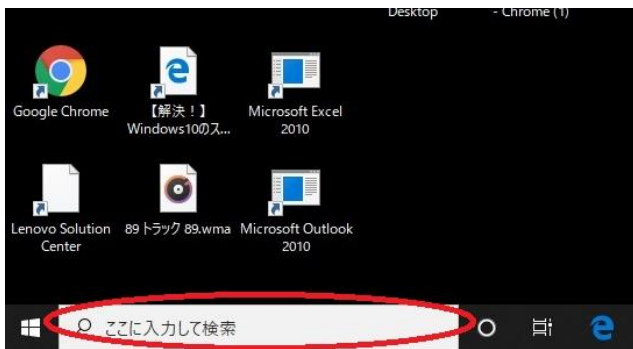 Desktop
- Chrome (1)
Google Chrome
【解決！】
Windows10のス...
Microsoft Excel
2010
Lenovo Solution
Center
89 トラック 89.wma
Microsoft Outlook
2010
ここに入力して検索